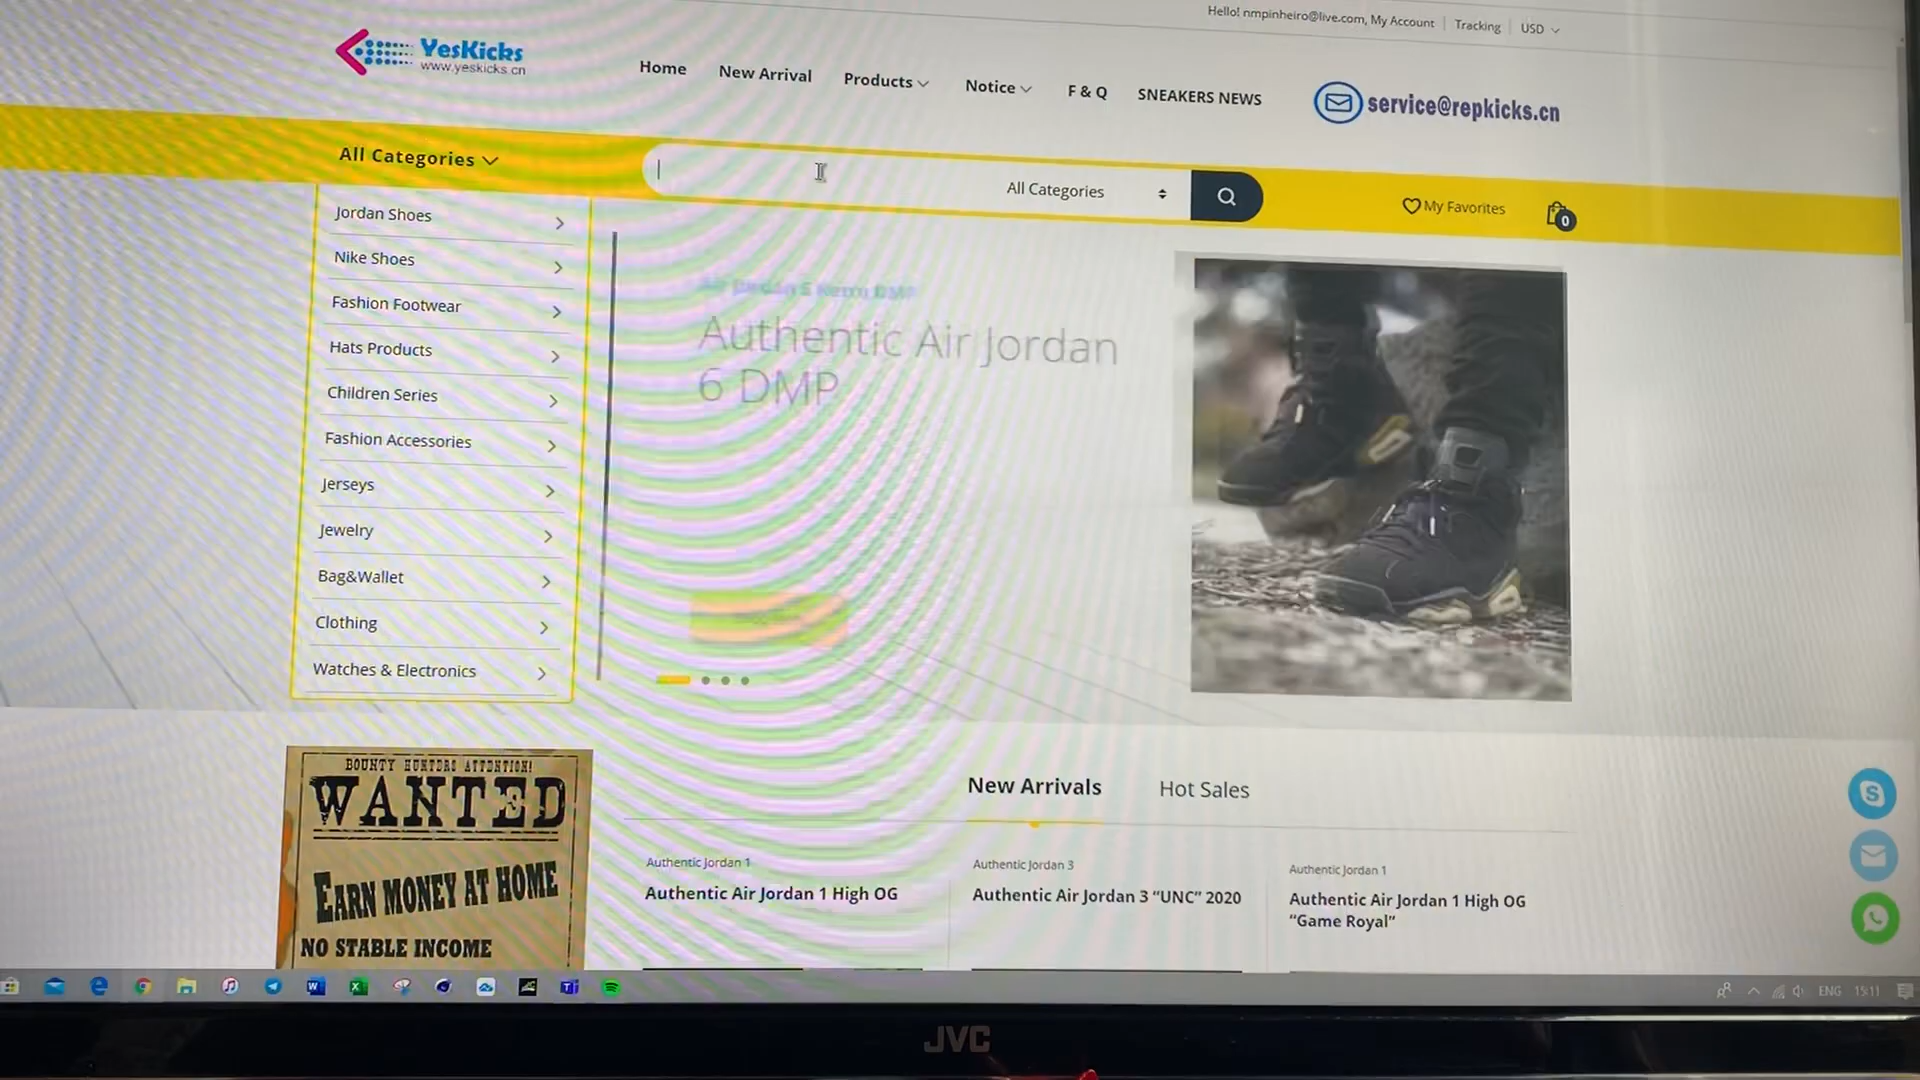 Hello! nmpinheiro@live.com, My Account
Tracking
USD
YesKicks
www.yeskicks.cn
Home
New Arrival
Products
Notice
F & Q
SNEAKERS NEWS
service@repkicks.cn
All Categories
All Categories
My Favorites
0
Jordan Shoes
Nike Shoes
Fashion Footwear
Hats Products
Children Series
Fashion Accessories
Jerseys
Jewelry
Bag&Wallet
Clothing
Watches & Electronics
Authentic Air Jordan
6 DMP
BOUNTY HUNTERS ATTENTION!
WANTED
EARN MONEY AT HOME
NO STABLE INCOME
New Arrivals
Hot Sales
Authentic Jordan 1
Authentic Air Jordan 1 High OG
Authentic Jordan 3
Authentic Air Jordan 3 “UNC” 2020
Authentic Jordan 1
Authentic Air Jordan 1 High OG
“Game Royal”
ENG
15:11
JVC